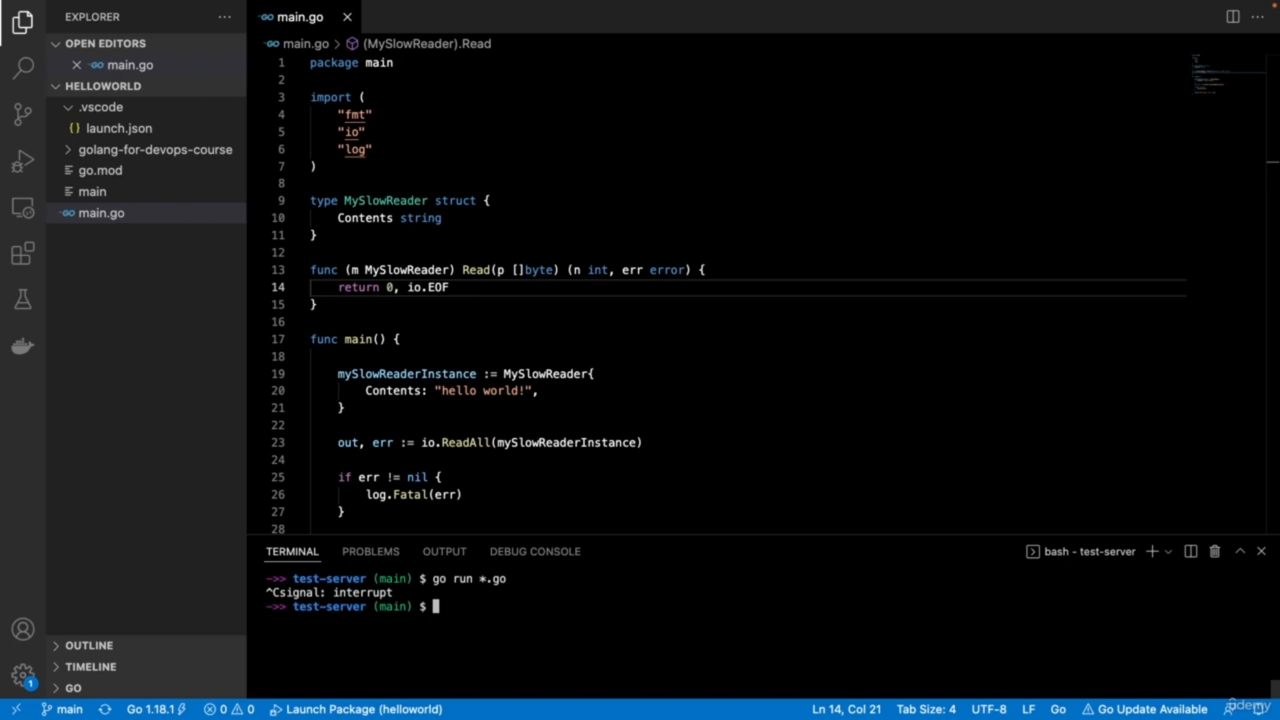 EXPLORER ...
OPEN EDITORS
main.go
HELLOWORLD
.vscode
{} launch.json
golang-for-devops-course
go.mod
main
main.go
OUTLINE
TIMELINE
GO
main.go
main.go > (MySlowReader).Read
1 package main
2
3 import (
4 "fmt"
5 "io"
6 "log"
7 )
8
9 type MySlowReader struct {
10 Contents string
11 }
12
13 func (m MySlowReader) Read(p []byte) (n int, err error) {
14 return 0, io.EOF
15 }
16
17 func main() {
18
19 mySlowReaderInstance := MySlowReader{
20 Contents: "hello world!",
21 }
22
23 out, err := io.ReadAll(mySlowReaderInstance)
24
25 if err != nil {
26 log.Fatal(err)
27 }
28
TERMINAL PROBLEMS OUTPUT DEBUG CONSOLE bash - test-server
->> test-server (main) $ go run *.go
^Csignal: interrupt
->> test-server (main) $
1
main Go 1.18.1 0 0 Launch Package (helloworld) Ln 14, Col 21 Tab Size: 4 UTF-8 LF Go Go Update Available
udemy